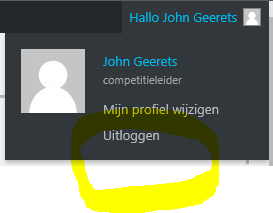 Hallo John Geerets
John Geerets
competitieleider
Mijn profiel wijzigen
Uitloggen